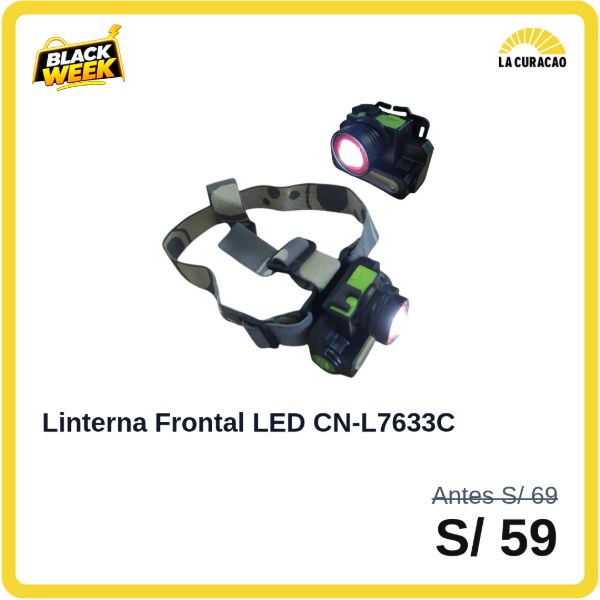 BLACK
WEEK
LA CURACAO
Linterna Frontal LED CN-L7633C
Antes S/ 69
S/ 59